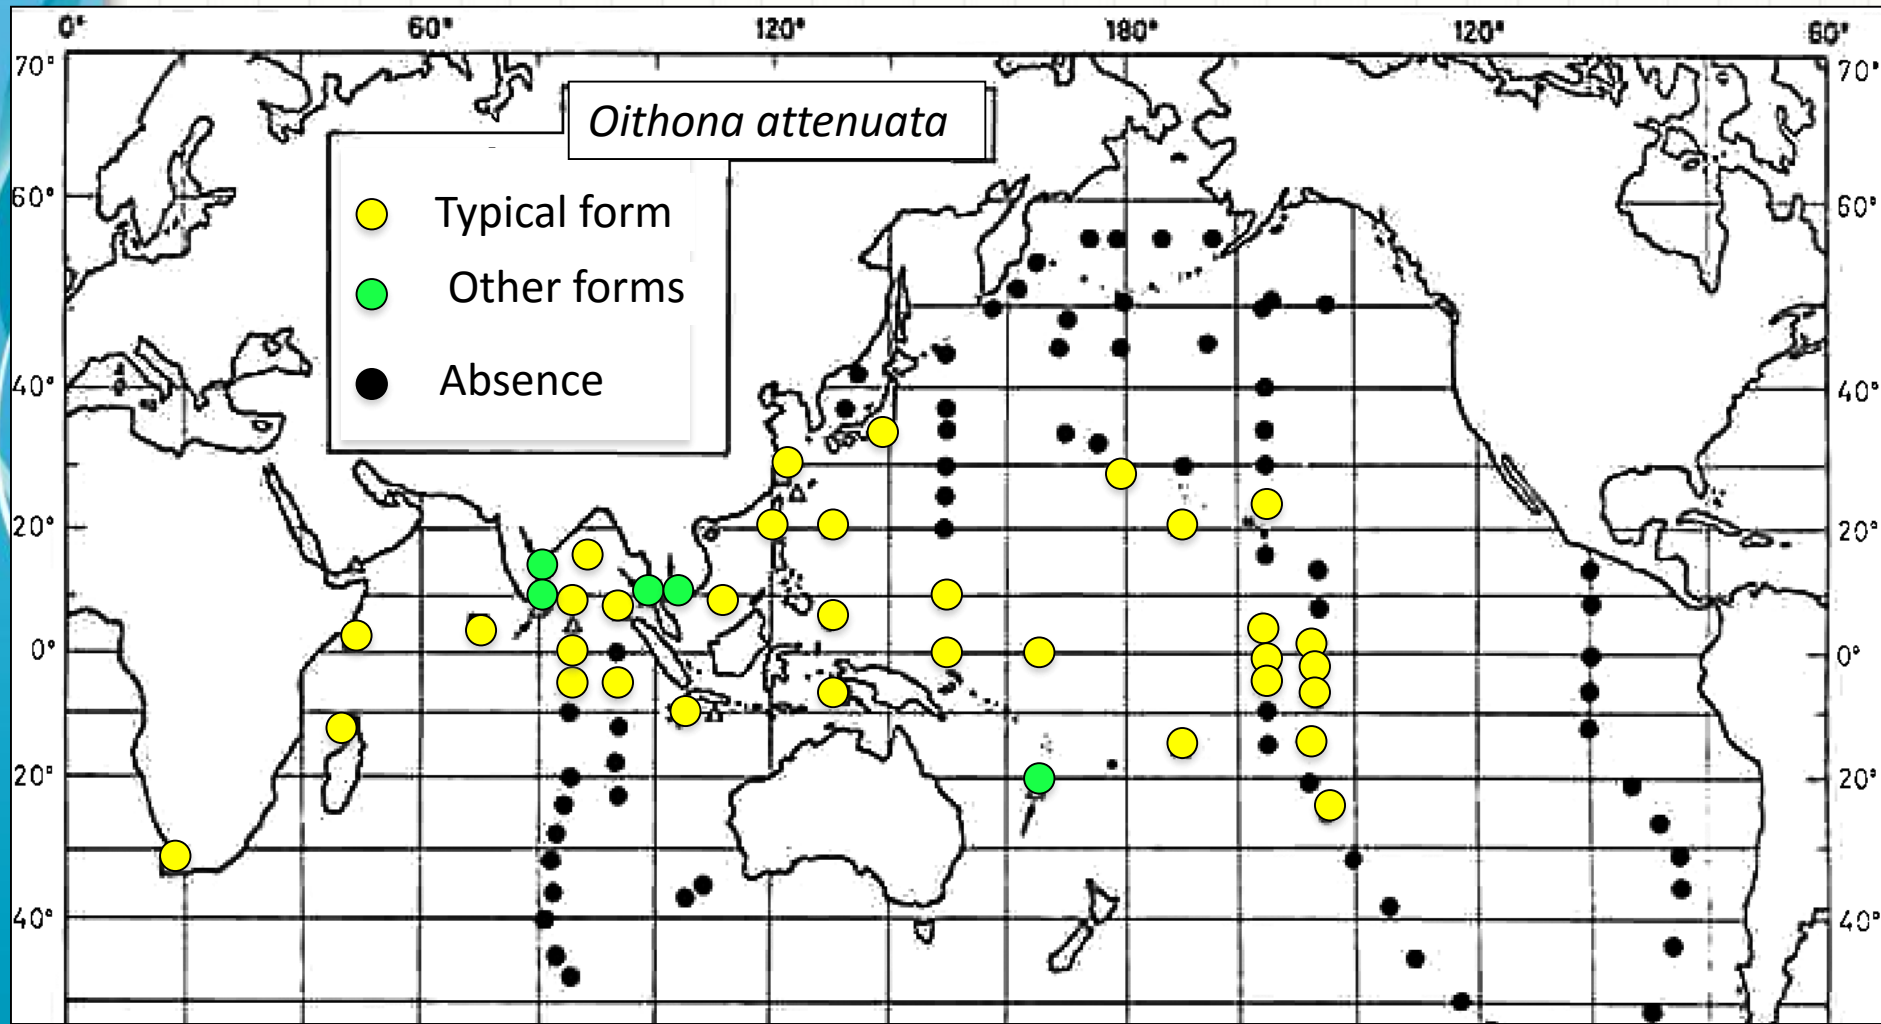 0° 60° 120° 180° 120° 60°
70° 70°
Oithona attenuata
Typical form
60° 60°
Other forms
Absence
40° 40°
20° 20°
0° 0°
20° 20°
40° 40°